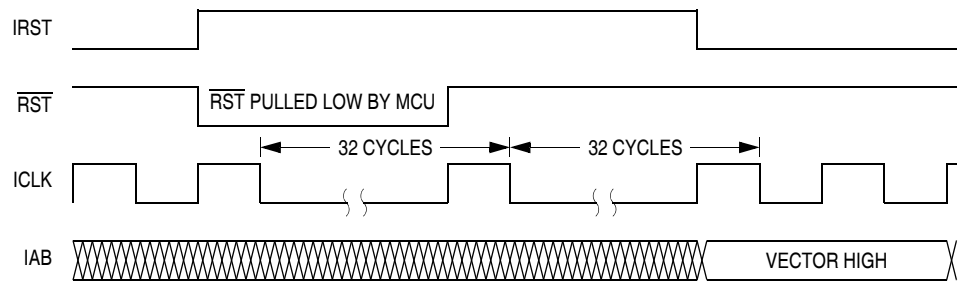 IRST
RST RST PULLED LOW BY MCU
32 CYCLES 32 CYCLES
ICLK
IAB VECTOR HIGH